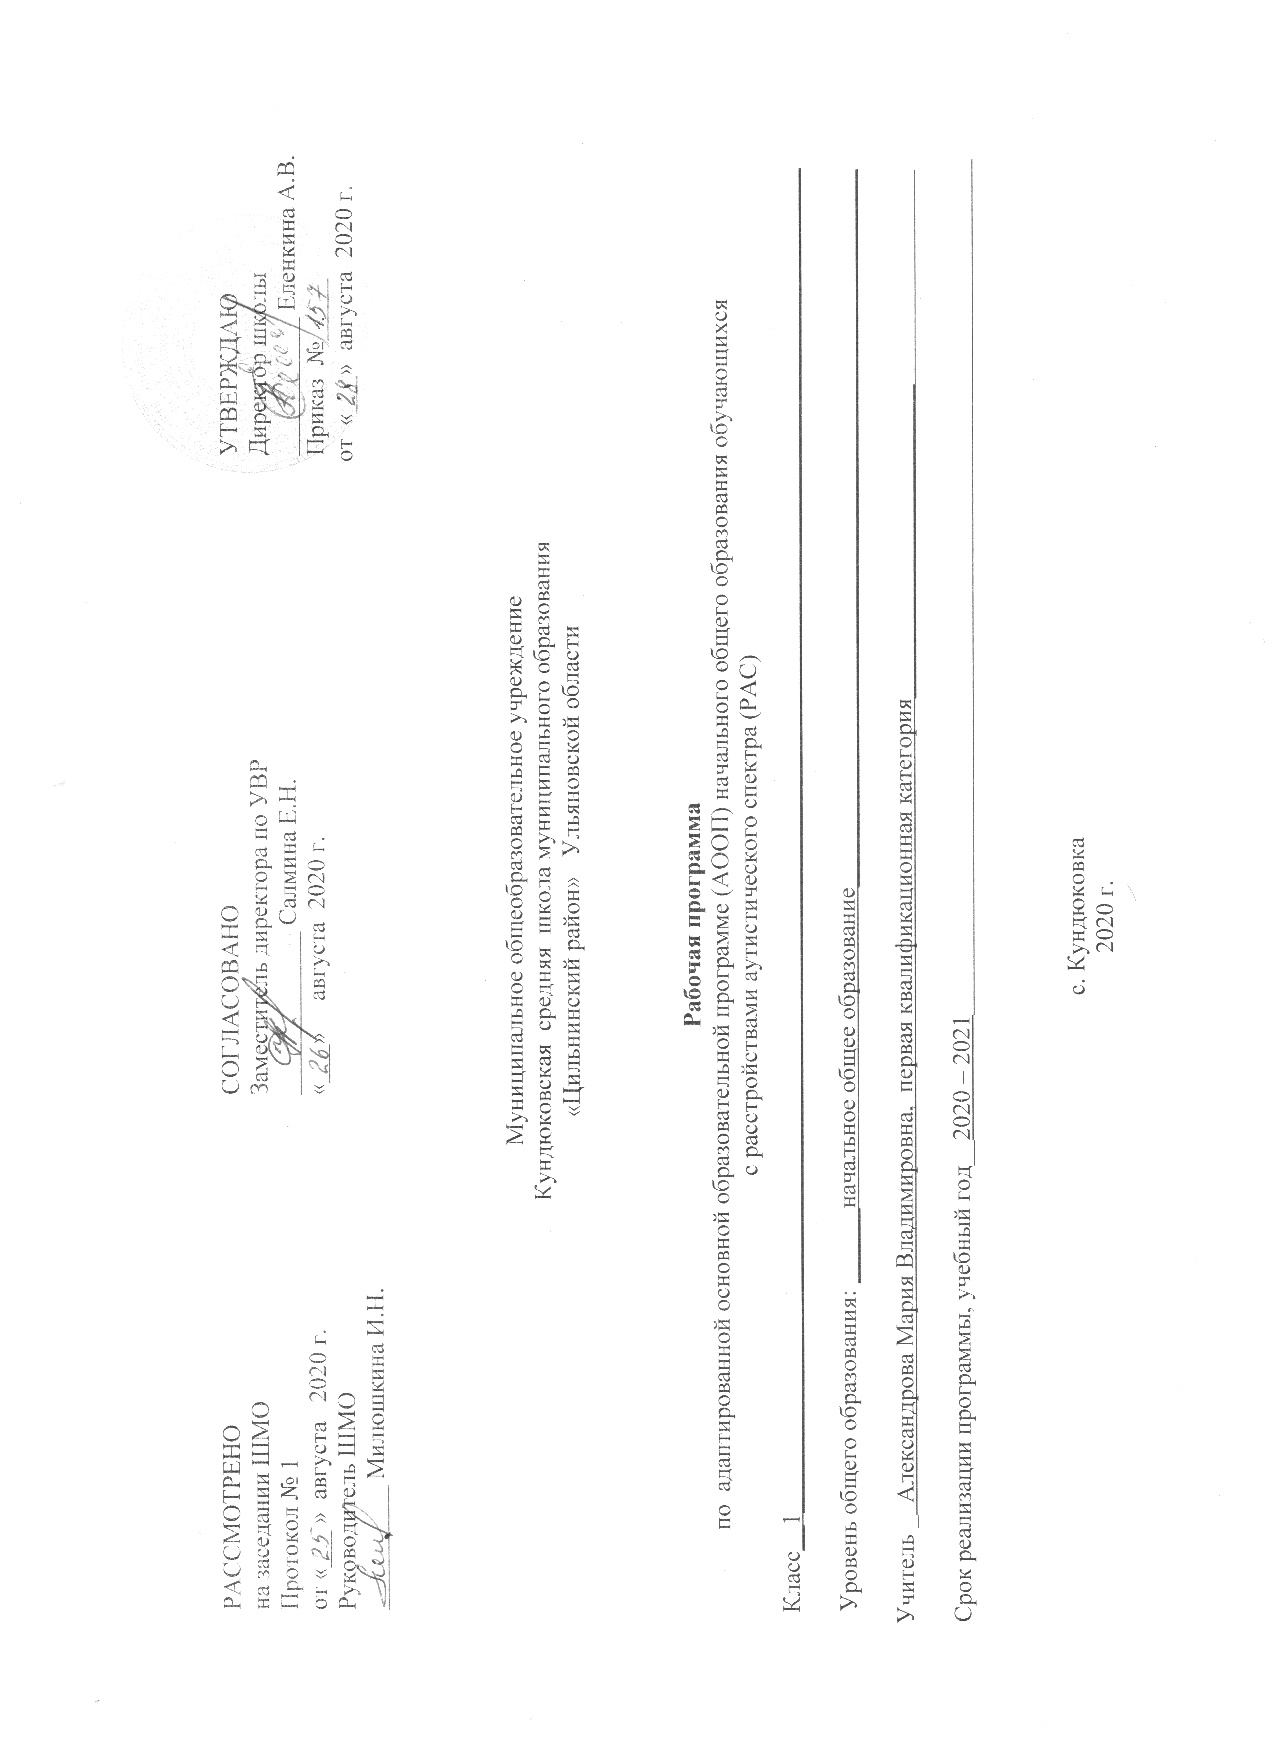 РАССМОТРЕНО
на заседании ШМО
Протокол № 1
от « 25 » августа 2020 г.
Руководитель ШМО
Милюшкина И.Н.
СОГЛАСОВАНО
Заместитель директора по УВР
Салмина Е.Н.
« 26 » августа 2020 г.
УТВЕРЖДАЮ
Директор школы
Еленкина А.В.
Приказ № 157
от « 28 » августа 2020 г.
Муниципальное общеобразовательное учреждение
Кундюковская средняя школа муниципального образования
«Цильнинский район» Ульяновской области
Рабочая программа
по адаптированной основной образовательной программе (АООП) начального общего образования обучающихся
с расстройствами аутистического спектра (РАС)
Класс 1
Уровень общего образования: начальное общее образование
Учитель Александрова Мария Владимировна, первая квалификационная категория
Срок реализации программы, учебный год 2020 – 2021
с. Кундюковка
2020 г.